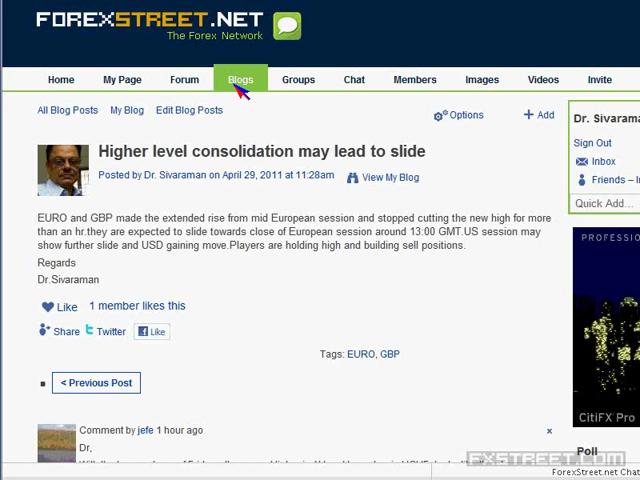 FOREXSTREET.NET
The Forex Network
Home My Page Forum Blogs Groups Chat Members Images Videos Invite
All Blog Posts My Blog Edit Blog Posts
Options + Add
Dr. Sivaraman
Sign Out
Inbox
Friends – In
Quick Add...
Higher level consolidation may lead to slide
Posted by Dr. Sivaraman on April 29, 2011 at 11:28am View My Blog
EURO and GBP made the extended rise from mid European session and stopped cutting the new high for more
than an hr.they are expected to slide towards close of European session around 13:00 GMT.US session may
show further slide and USD gaining move.Players are holding high and building sell positions.
Regards
Dr.Sivaraman
Like 1 member likes this
Share Twitter Like
Tags: EURO, GBP
< Previous Post
PROFESSIO
CitiFX Pro
Comment by jefe 1 hour ago x
Dr,
Poll
FXSTREET.COM
ForexStreet.net Chat